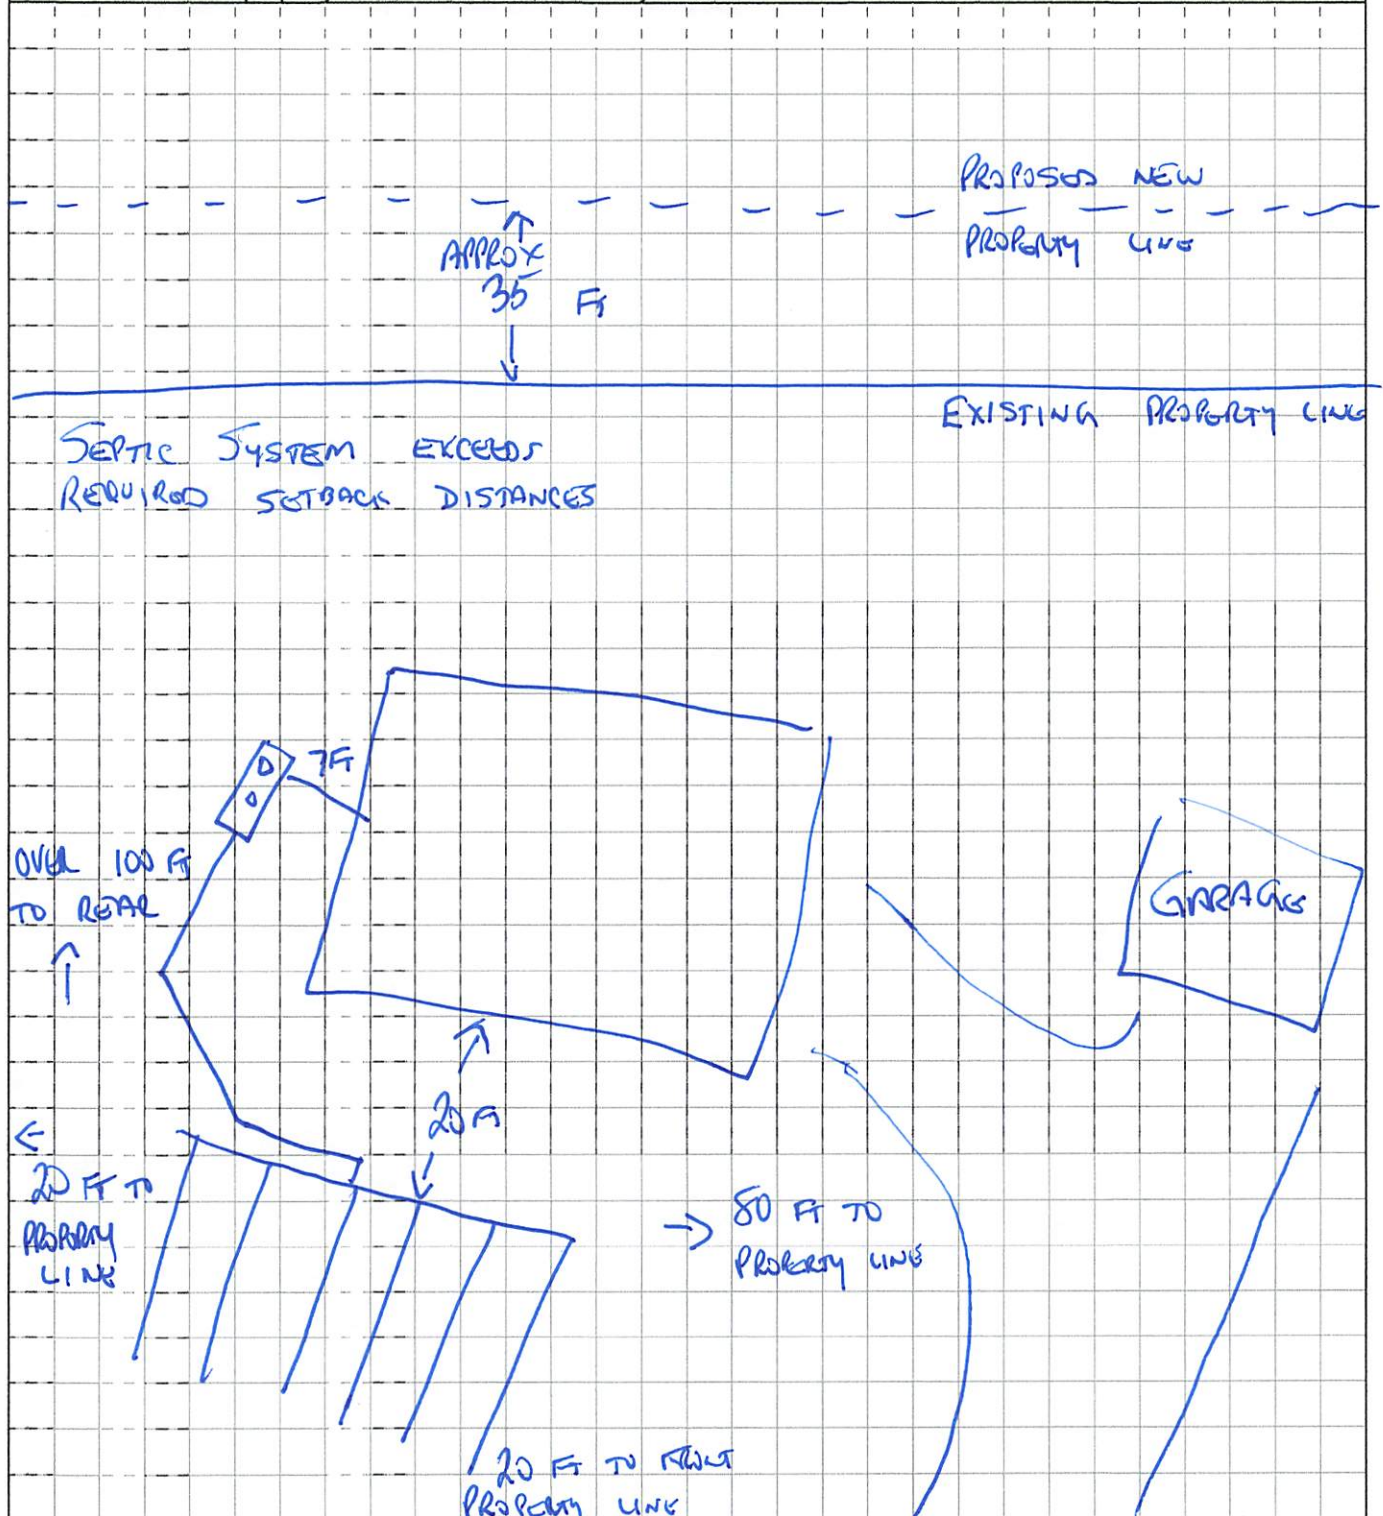 PROPOSED NEW
PROPERTY LINE
APPROX
35 FT
EXISTING PROPERTY LINE
SEPTIC SYSTEM EXCEEDS
REQUIRED SETBACK DISTANCES
7FT
OVER 100 FT
TO REAR
GARAGE
20 FT
20 FT TO
PROPERTY
LINE
80 FT TO
PROPERTY LINE
20 FT TO FRONT
PROPERTY LINE